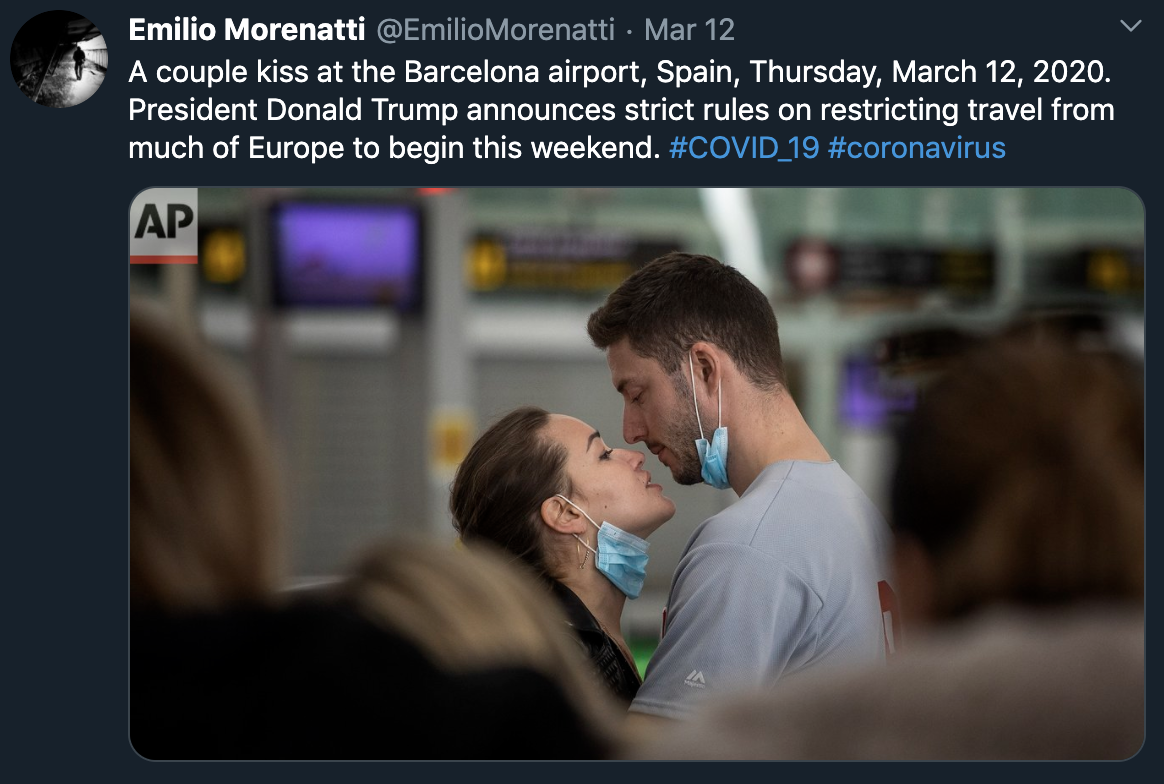 Emilio Morenatti @EmilioMorenatti · Mar 12
A couple kiss at the Barcelona airport, Spain, Thursday, March 12, 2020.
President Donald Trump announces strict rules on restricting travel from
much of Europe to begin this weekend. #COVID_19 #coronavirus
AP